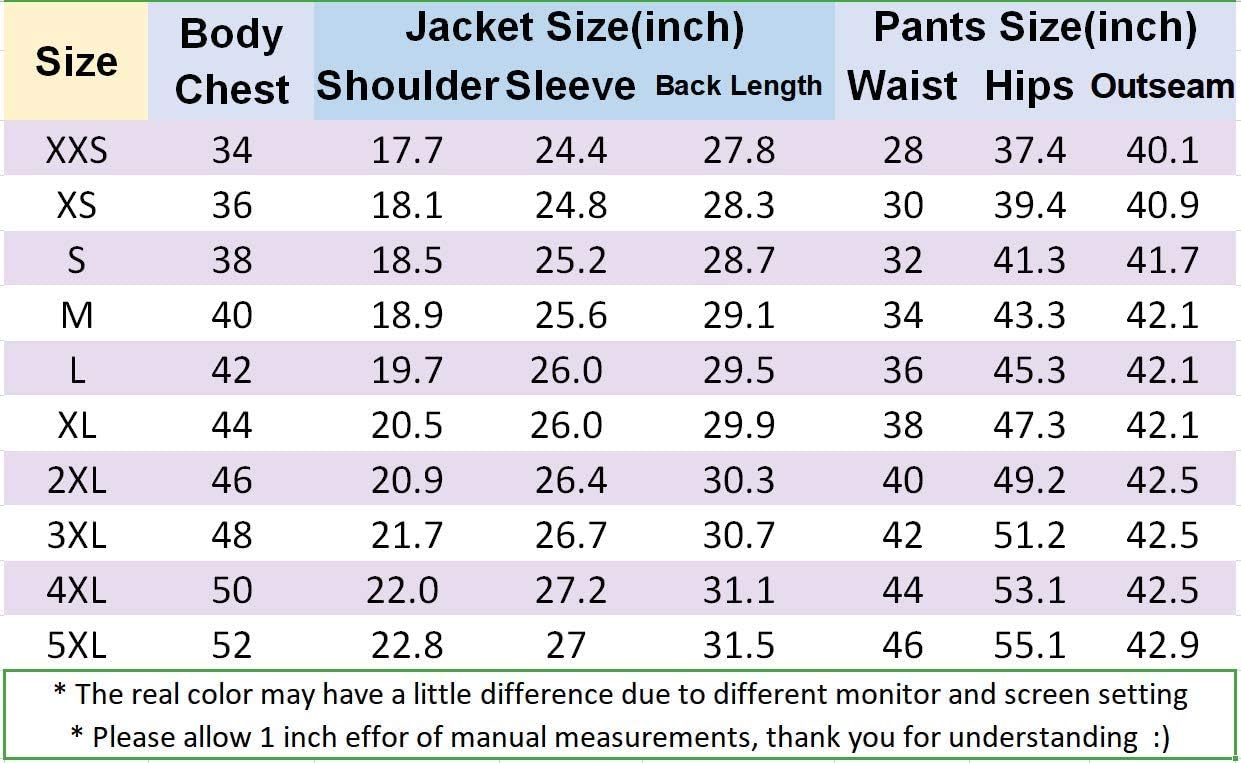 Size Body Chest Jacket Size(inch) Pants Size(inch)
Shoulder Sleeve Back Length Waist Hips Outseam
XXS 34 17.7 24.4 27.8 28 37.4 40.1
XS 36 18.1 24.8 28.3 30 39.4 40.9
S 38 18.5 25.2 28.7 32 41.3 41.7
M 40 18.9 25.6 29.1 34 43.3 42.1
L 42 19.7 26.0 29.5 36 45.3 42.1
XL 44 20.5 26.0 29.9 38 47.3 42.1
2XL 46 20.9 26.4 30.3 40 49.2 42.5
3XL 48 21.7 26.7 30.7 42 51.2 42.5
4XL 50 22.0 27.2 31.1 44 53.1 42.5
5XL 52 22.8 27 31.5 46 55.1 42.9
* The real color may have a little difference due to different monitor and screen setting
* Please allow 1 inch effor of manual measurements, thank you for understanding :)